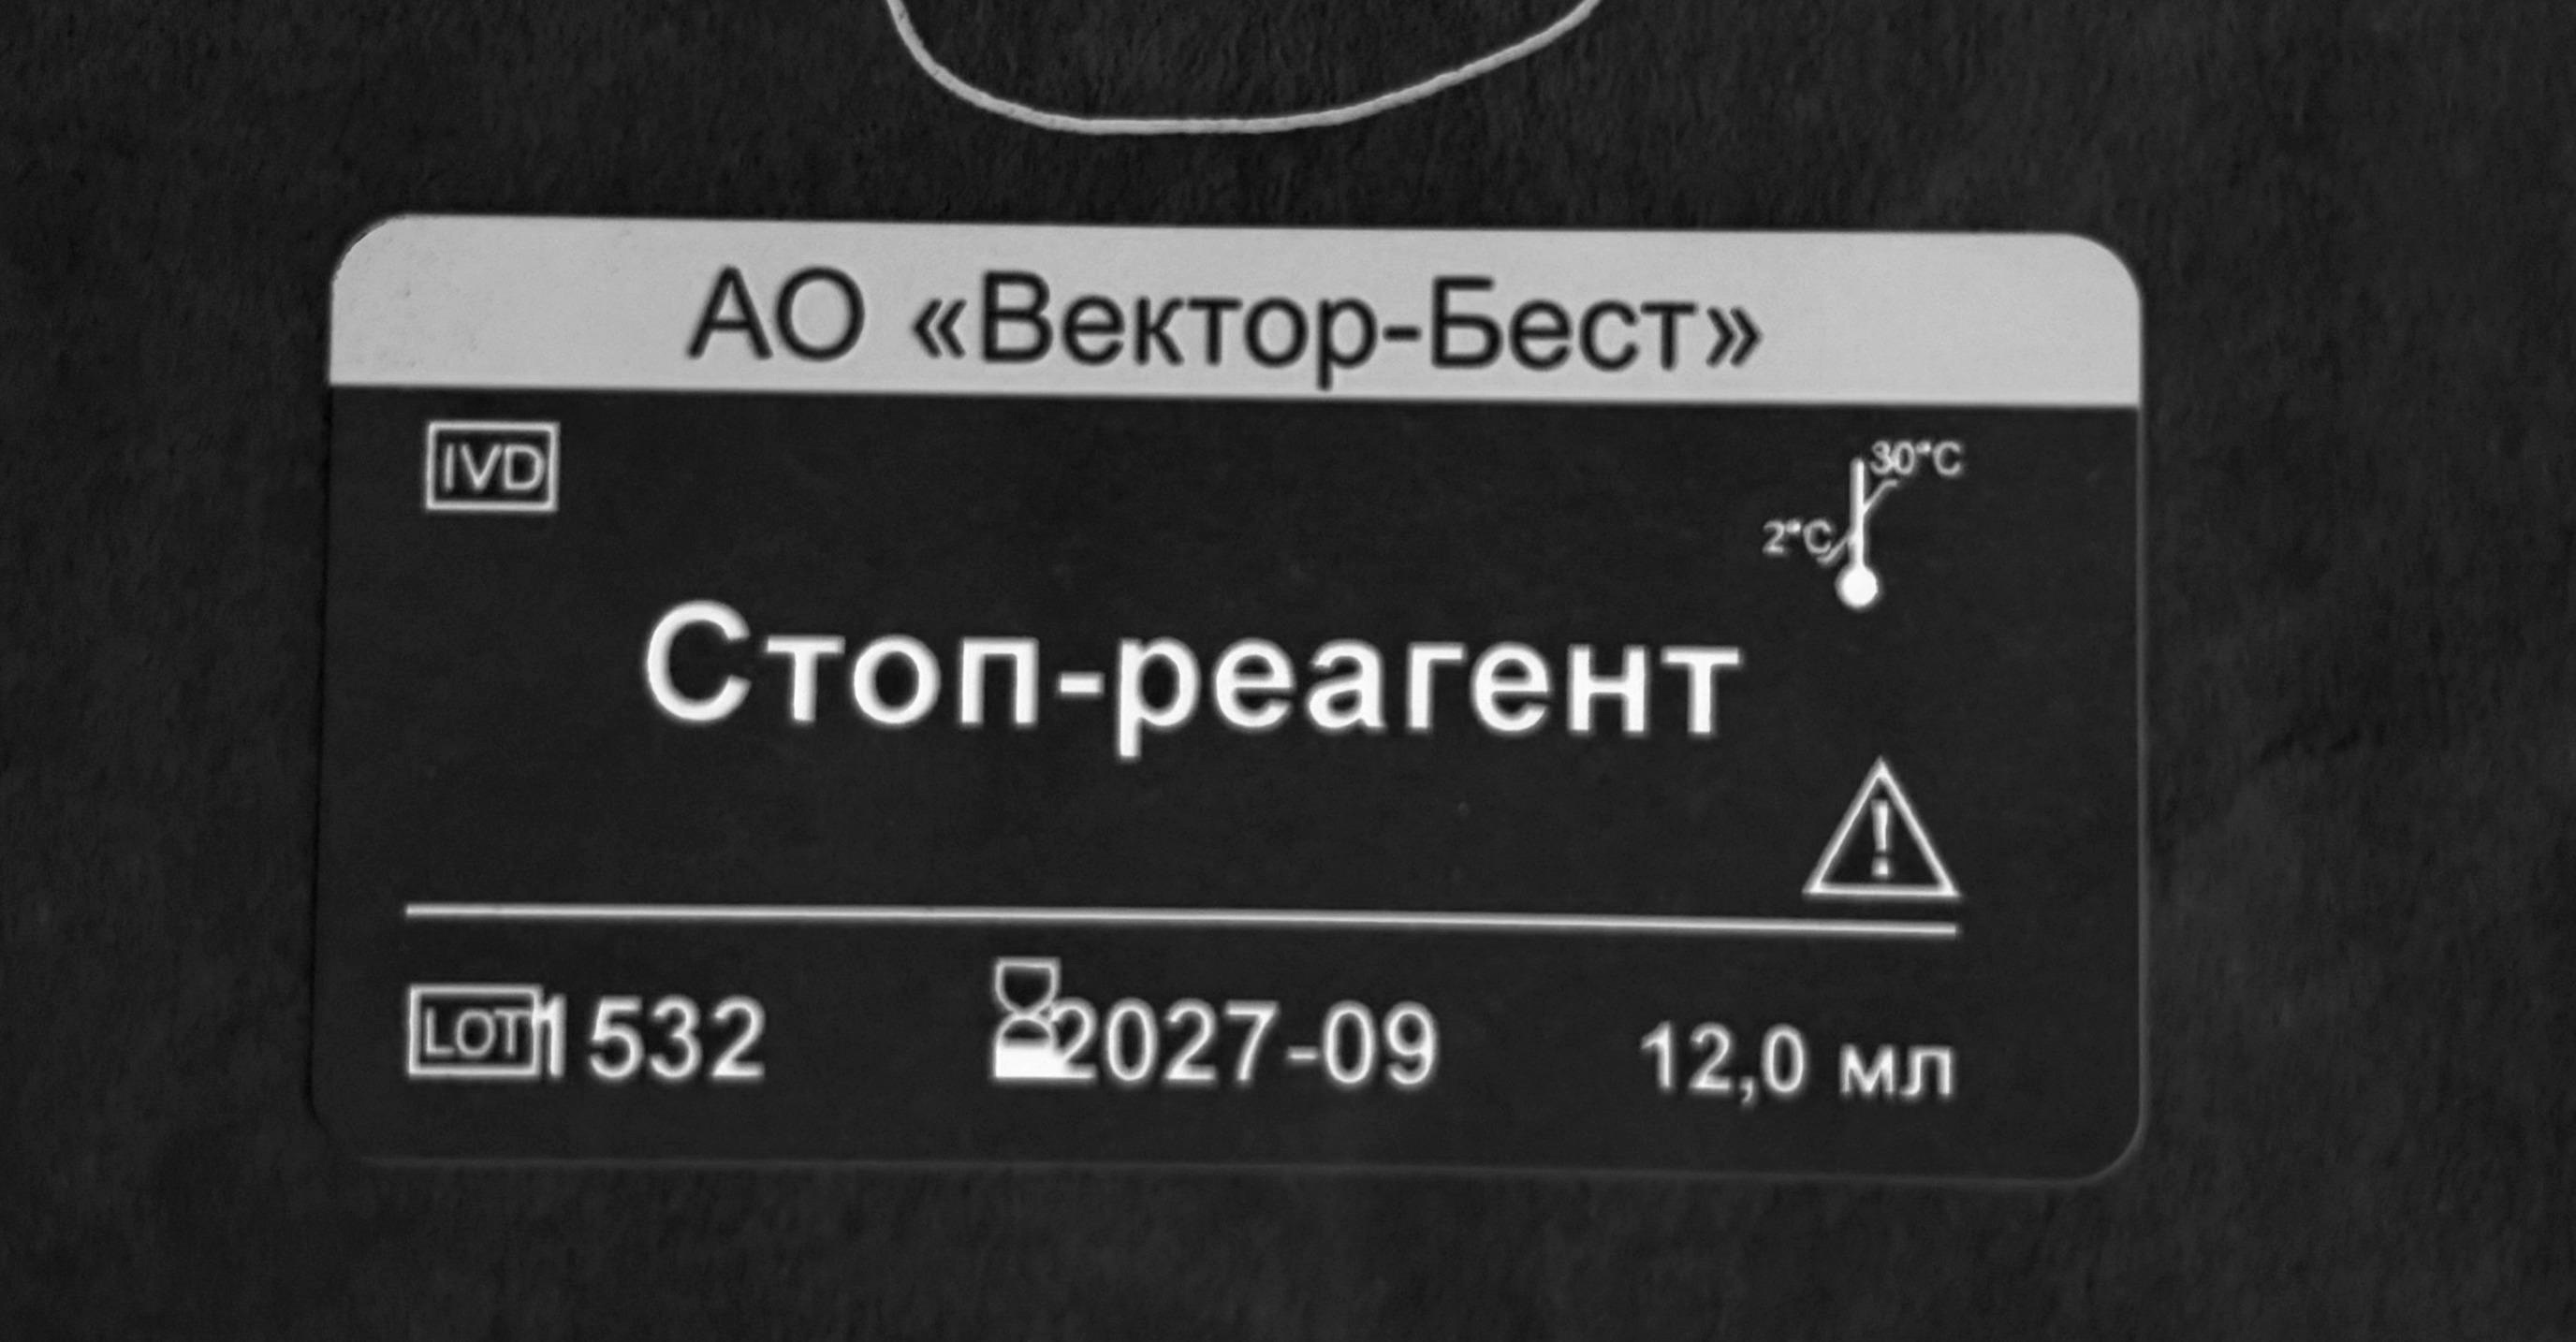 АО «Вектор-Бест»
IVD
30°C
2°C
Стоп-реагент
LOT 1532 2027-09 12,0 мл